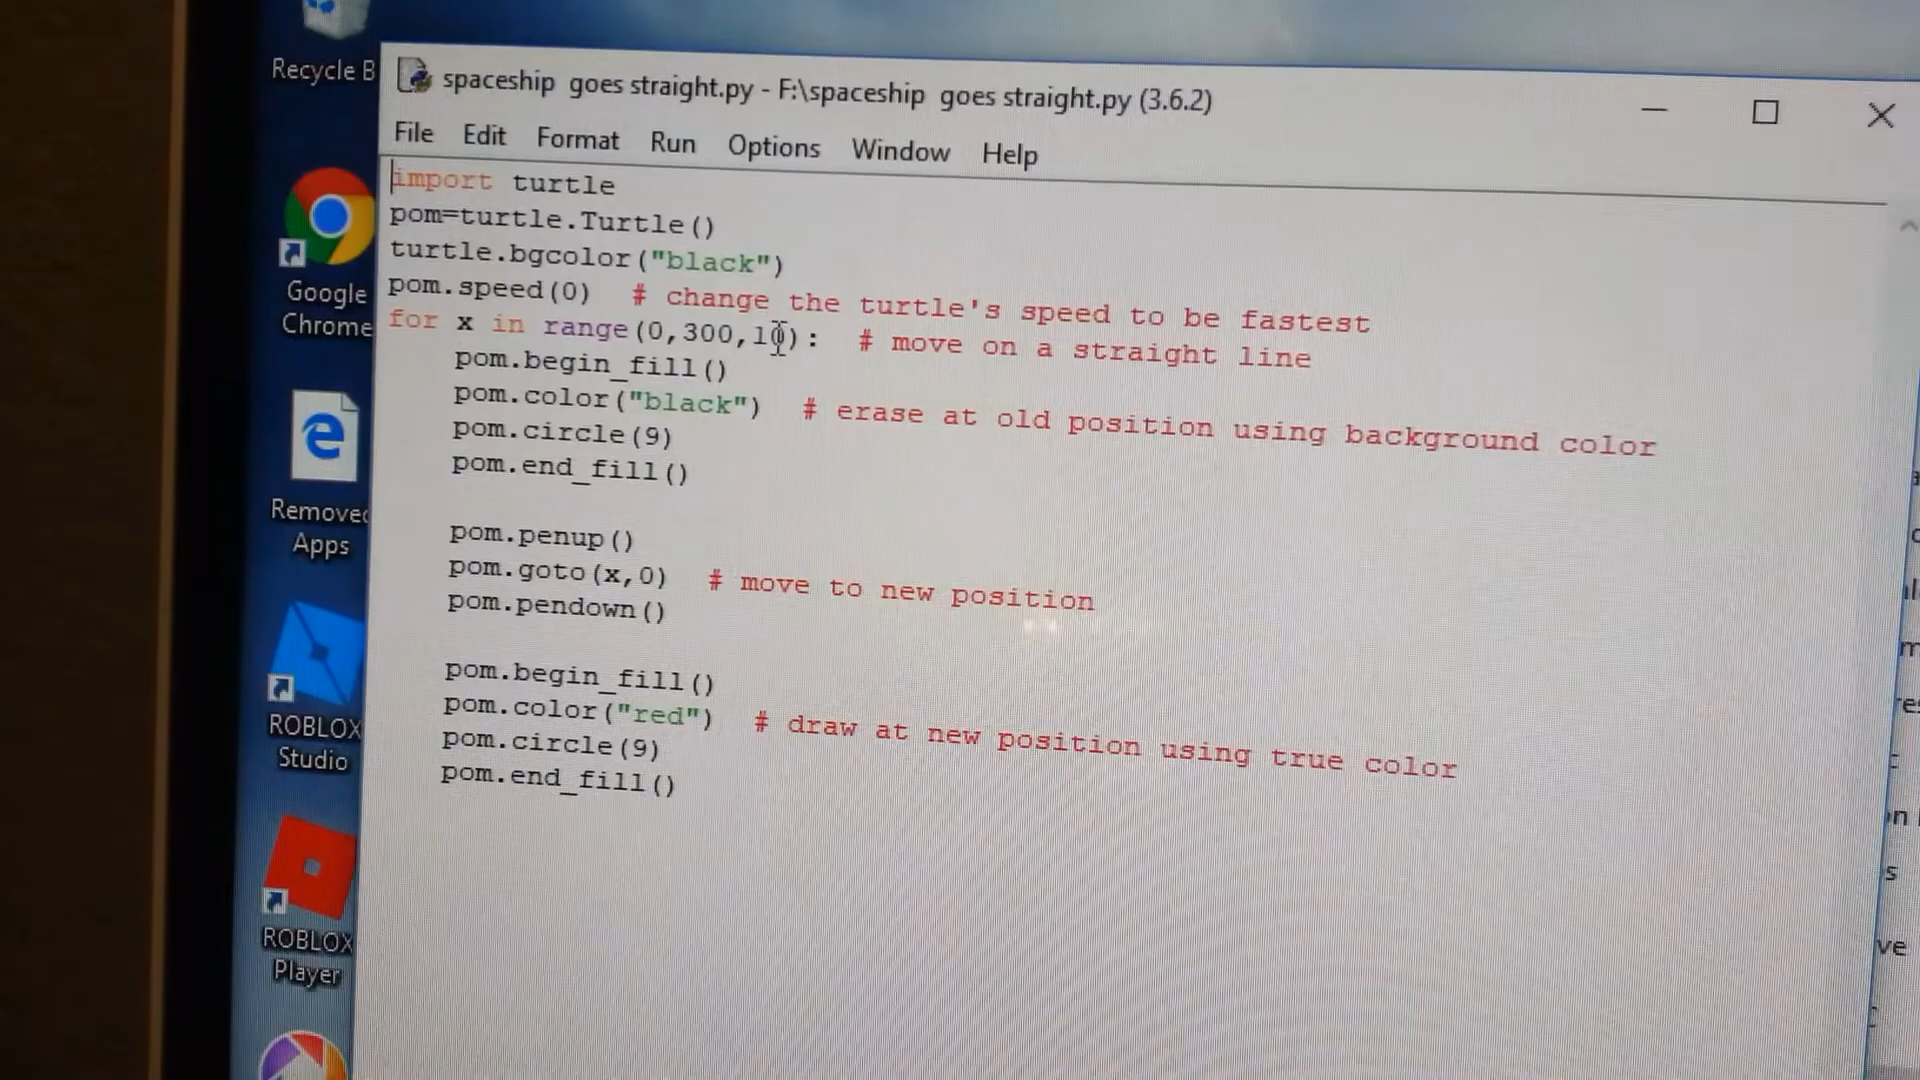 Recycle B
spaceship goes straight.py - F:\spaceship goes straight.py (3.6.2)
File Edit Format Run Options Window Help
import turtle
pom=turtle.Turtle()
turtle.bgcolor("black")
pom.speed(0) # change the turtle's speed to be fastest
for x in range(0,300,10): # move on a straight line
pom.begin_fill()
pom.color("black") # erase at old position using background color
pom.circle(9)
pom.end_fill()
pom.penup()
pom.goto(x,0) # move to new position
pom.pendown()
pom.begin_fill()
pom.color("red") # draw at new position using true color
pom.circle(9)
pom.end_fill()
Google
Chrome
Removed
Apps
ROBLOX
Studio
ROBLOX
Player